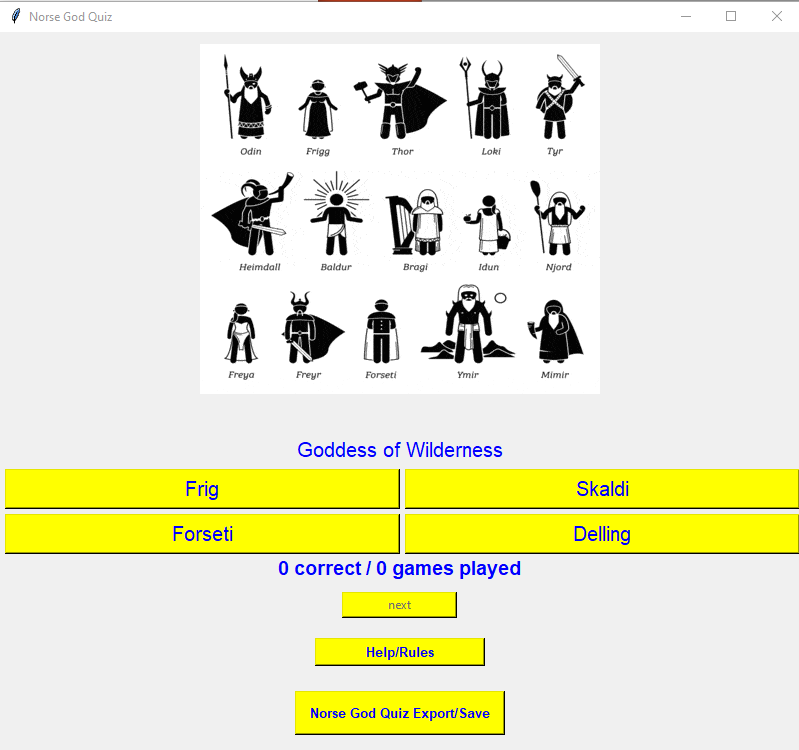 Norse God Quiz
Odin Frigg Thor Loki Tyr
Heimdall Baldur Bragi Idun Njord
Freya Freyr Forseti Ymir Mimir
Goddess of Wilderness
Frig Skaldi
Forseti Delling
0 correct / 0 games played
next
Help/Rules
Norse God Quiz Export/Save